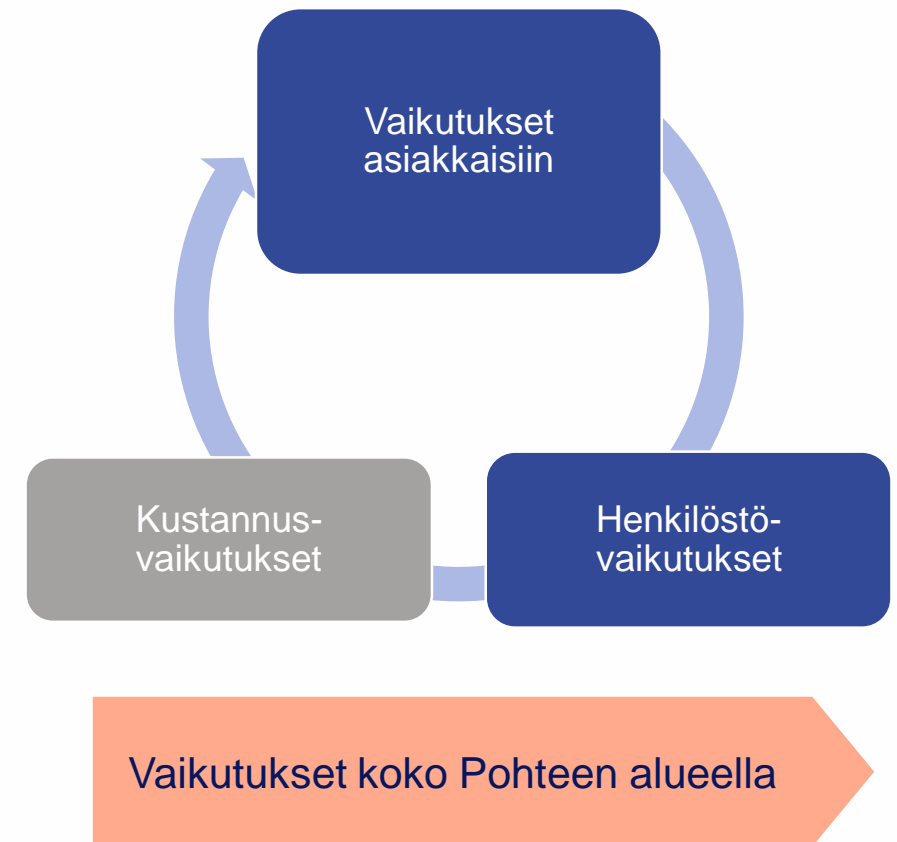 Vaikutukset
asiakkaisiin
Kustannus-
vaikutukset
Henkilöstö-
vaikutukset
Vaikutukset koko Pohteen alueella